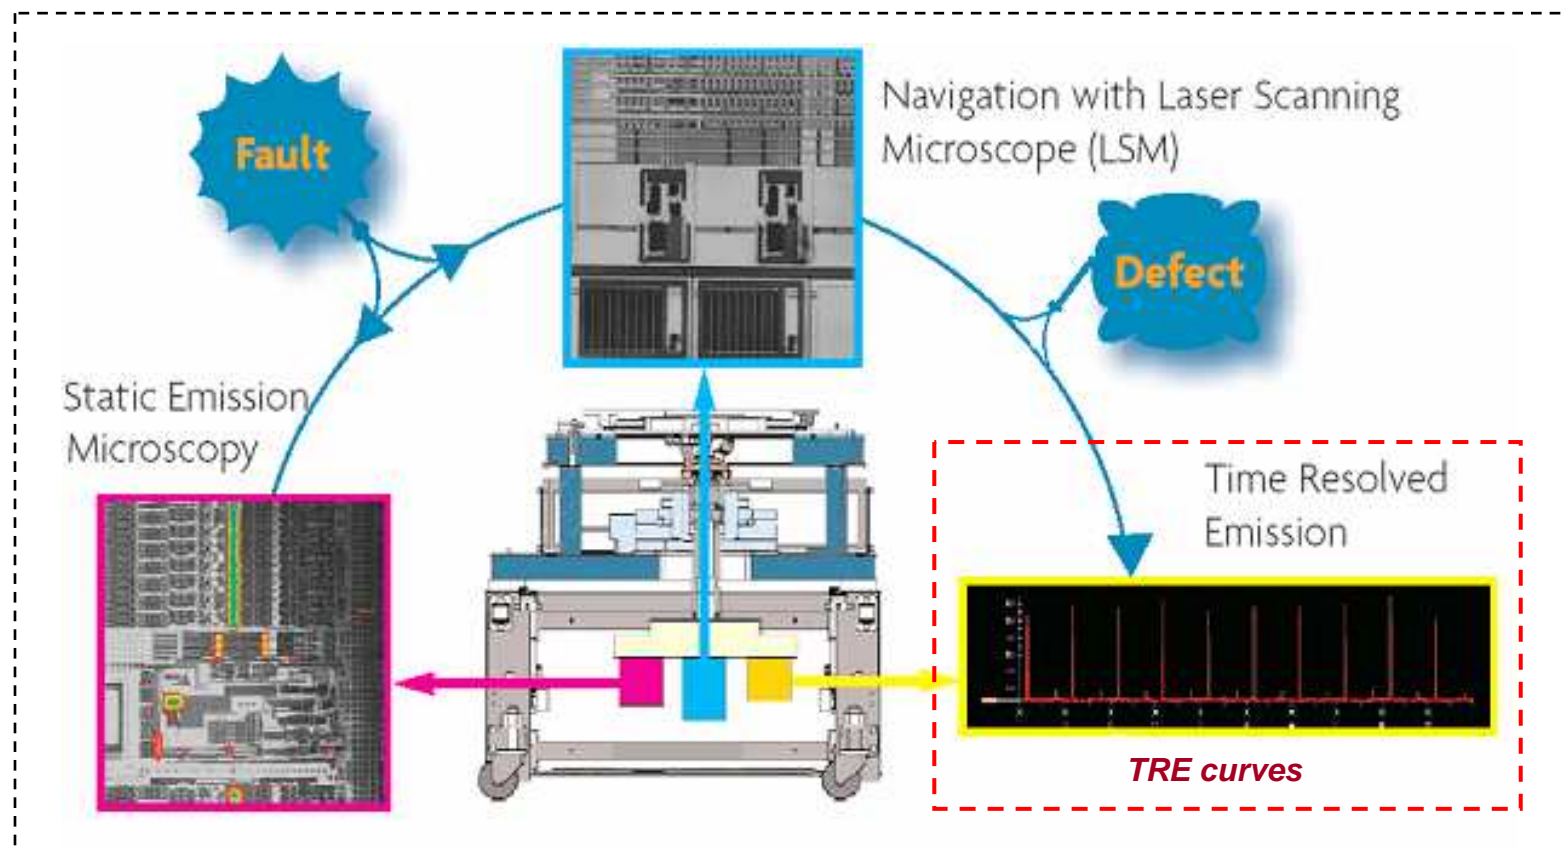 Fault
Navigation with Laser Scanning
Microscope (LSM)
Defect
Static Emission
Microscopy
Time Resolved
Emission
TRE curves